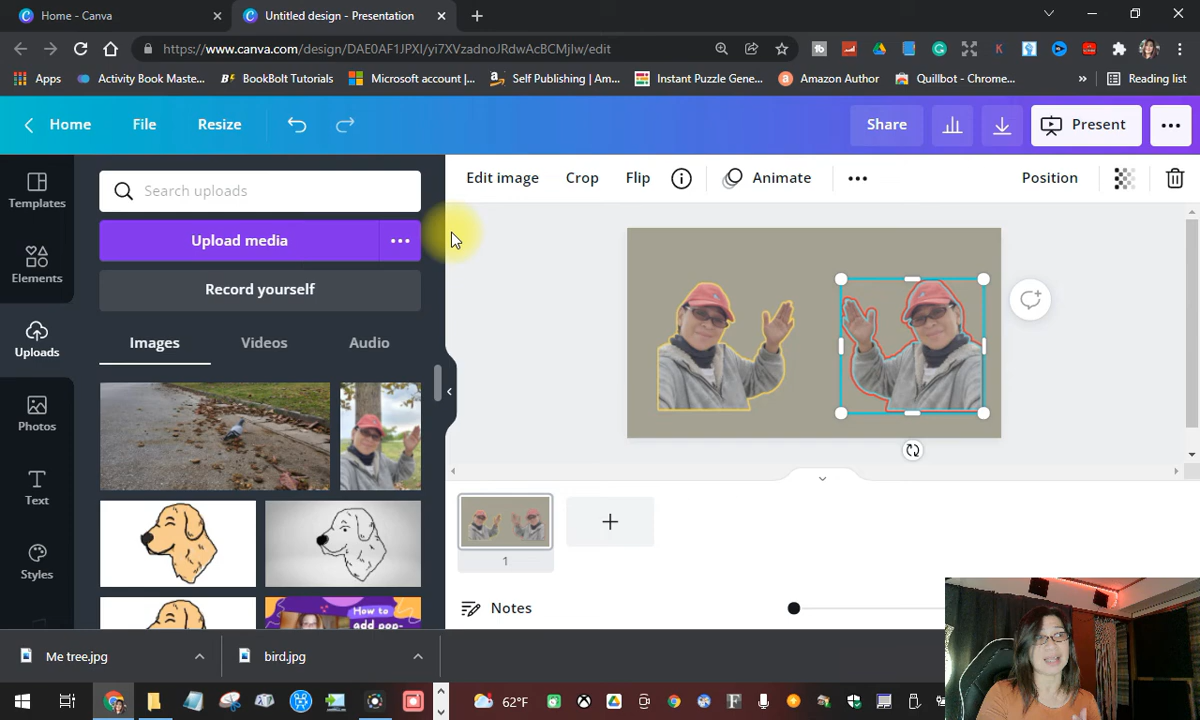 Home - Canva
Untitled design - Presentation
https://www.canva.com/design/DAE0AF1JPXI/yi7XVzadnoJRdwAcBCMjlw/edit
Apps
Activity Book Maste...
BookBolt Tutorials
Microsoft account |...
Self Publishing | Am...
Instant Puzzle Gene...
Amazon Author
Quillbot - Chrome...
Reading list
Home
File
Resize
Share
Present
Templates
Elements
Uploads
Photos
Text
Styles
Search uploads
Upload media
Record yourself
Images
Videos
Audio
How to
add pop-
Edit image
Crop
Flip
Animate
Position
1
Notes
Me tree.jpg
bird.jpg
62°F